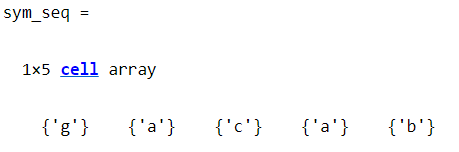 sym_seq =
1×5 cell array
{'g'} {'a'} {'c'} {'a'} {'b'}